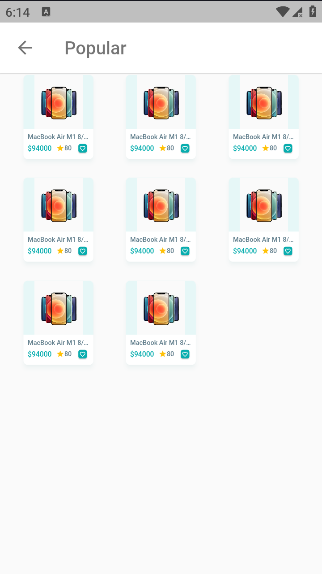 6:14 A
Popular
MacBook Air M1 8/... MacBook Air M1 8/... MacBook Air M1 8/...
$94000 80 $94000 80 $94000 80
MacBook Air M1 8/... MacBook Air M1 8/... MacBook Air M1 8/...
$94000 80 $94000 80 $94000 80
MacBook Air M1 8/... MacBook Air M1 8/...
$94000 80 $94000 80